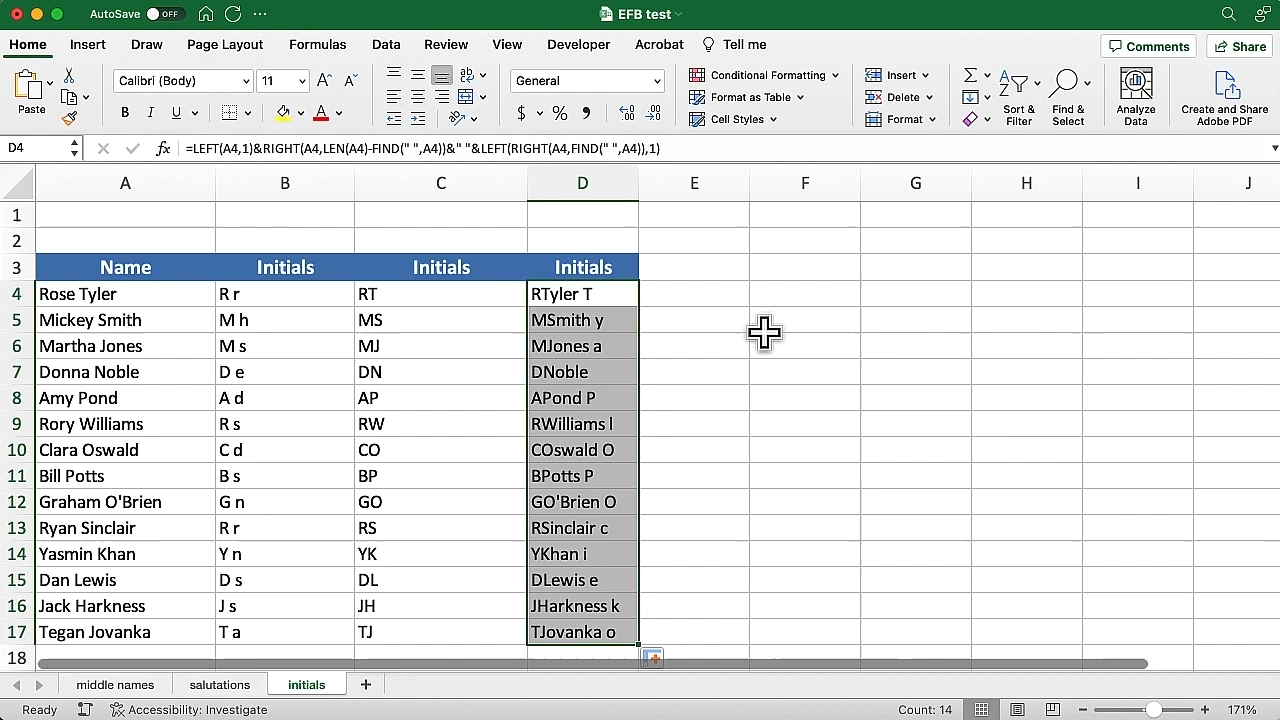 AutoSave OFF ... EFB test
Home Insert Draw Page Layout Formulas Data Review View Developer Acrobat Tell me Comments Share
Paste Calibri (Body) 11 A A ab General Conditional Formatting Insert Sort & Filter Find & Select Analyze Data Create and Share Adobe PDF
B I U A $ % Format as Table Delete
Cell Styles Format
D4 fx =LEFT(A4,1)&RIGHT(A4,LEN(A4)-FIND(" ",A4))&" "&LEFT(RIGHT(A4,FIND(" ",A4)),1)
A B C D E F G H I J
1
2
3 Name Initials Initials Initials
4 Rose Tyler R r RT RTyler T
5 Mickey Smith M h MS MSmith y
6 Martha Jones M s MJ MJones a
7 Donna Noble D e DN DNoble
8 Amy Pond A d AP APond P
9 Rory Williams R s RW RWilliams l
10 Clara Oswald C d CO COswald O
11 Bill Potts B s BP BPotts P
12 Graham O'Brien G n GO GO'Brien O
13 Ryan Sinclair R r RS RSinclair c
14 Yasmin Khan Y n YK YKhan i
15 Dan Lewis D s DL DLewis e
16 Jack Harkness J s JH JHarkness k
17 Tegan Jovanka T a TJ TJovanka o
18
middle names salutations initials +
Ready Accessibility: Investigate Count: 14 171%